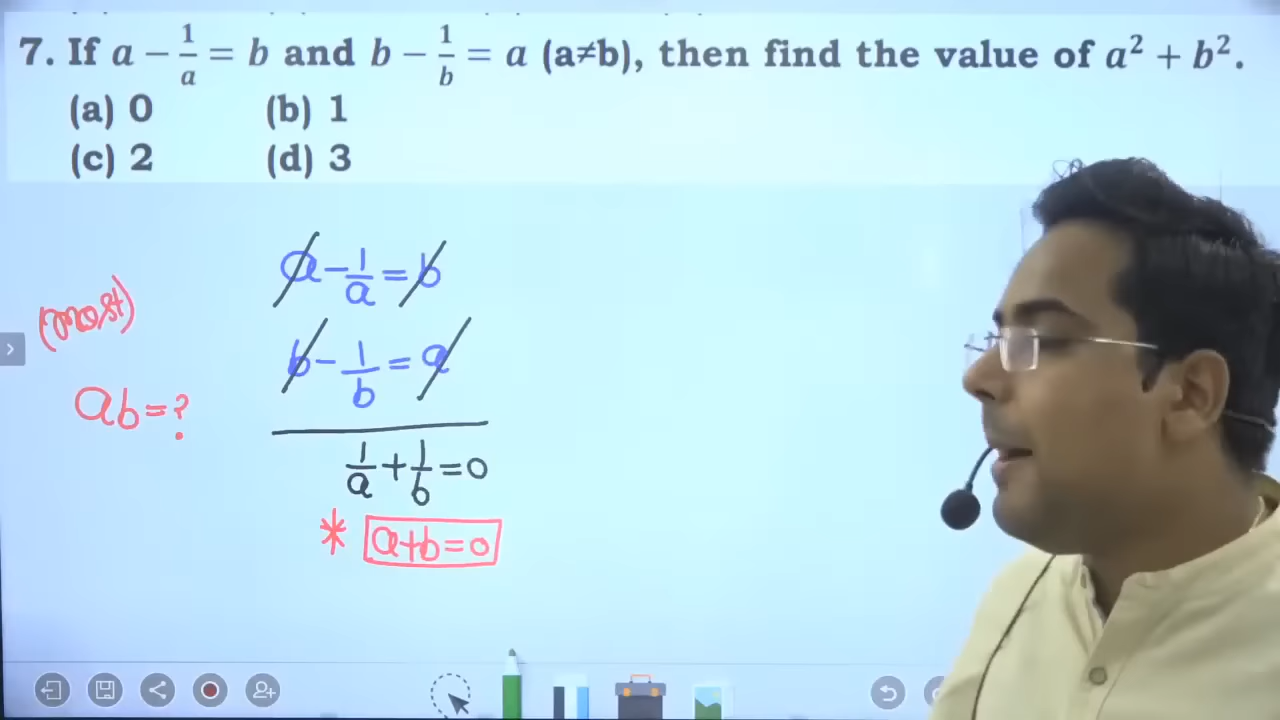 7. If a − 1/a = b and b − 1/b = a (a≠b), then find the value of a² + b².
(a) 0 (b) 1
(c) 2 (d) 3
a − 1/a = b
(most)
b − 1/b = a
ab = ?
1/a + 1/b = 0
* a+b=0